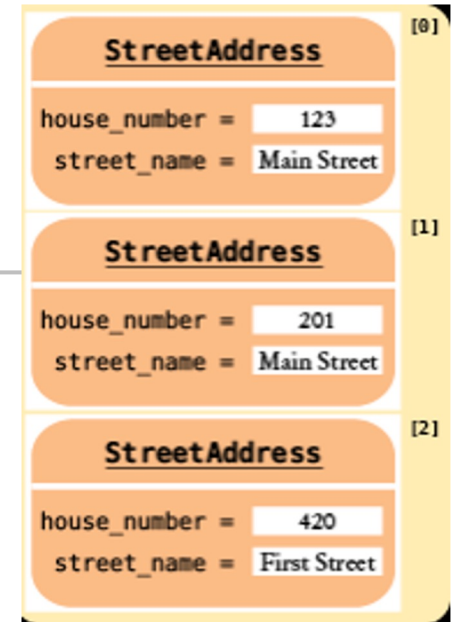 [0]
StreetAddress
house_number = 123
street_name = Main Street
[1]
StreetAddress
house_number = 201
street_name = Main Street
[2]
StreetAddress
house_number = 420
street_name = First Street